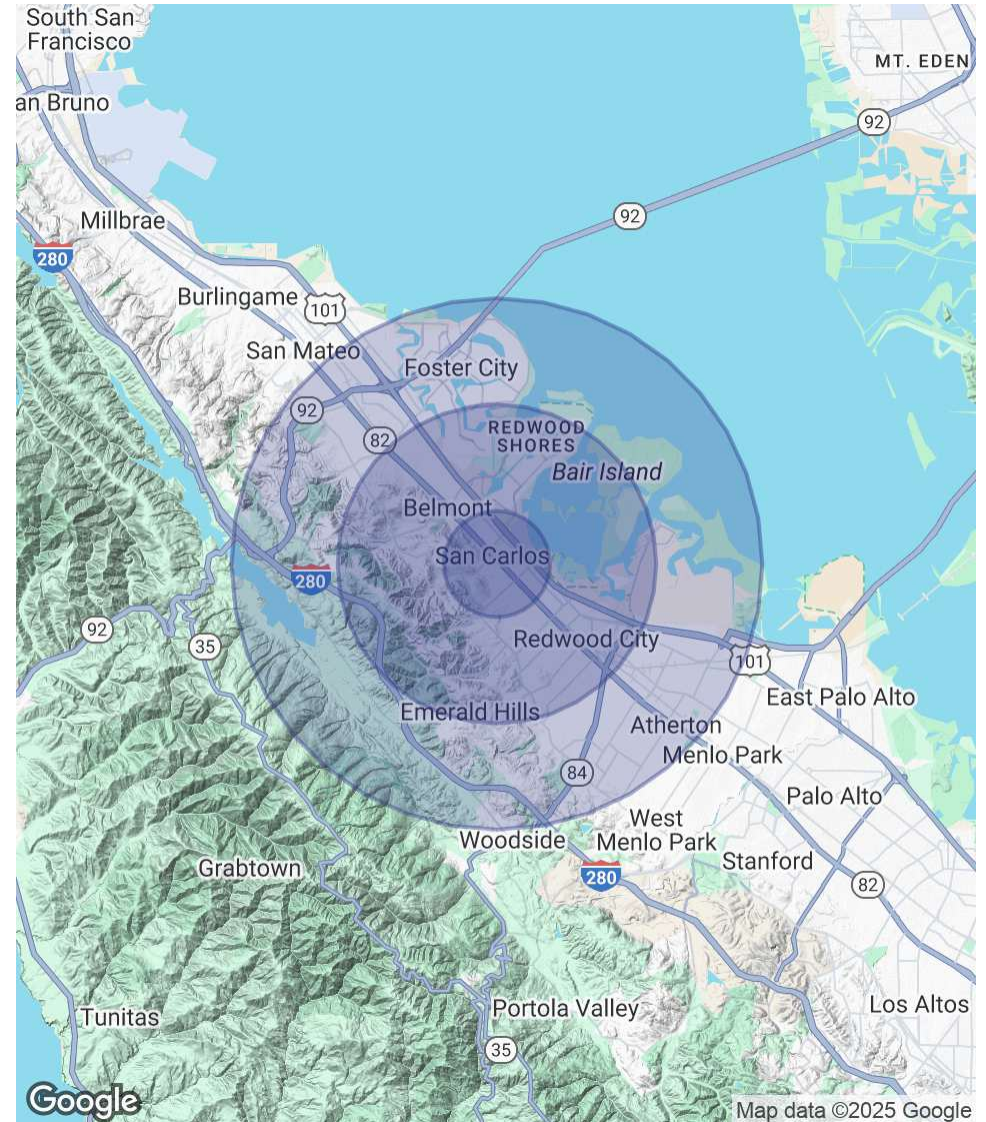 South San
Francisco
MT. EDEN
an Bruno
92
92
Millbrae
280
Burlingame
101
San Mateo
Foster City
92
82
REDWOOD
SHORES
Bair Island
Belmont
San Carlos
280
92
35
Redwood City
101
East Palo Alto
Emerald Hills
Atherton
Menlo Park
84
Palo Alto
West
Menlo Park
Woodside
Stanford
Grabtown
280
82
Portola Valley
Los Altos
Tunitas
35
Google
Map data ©2025 Google